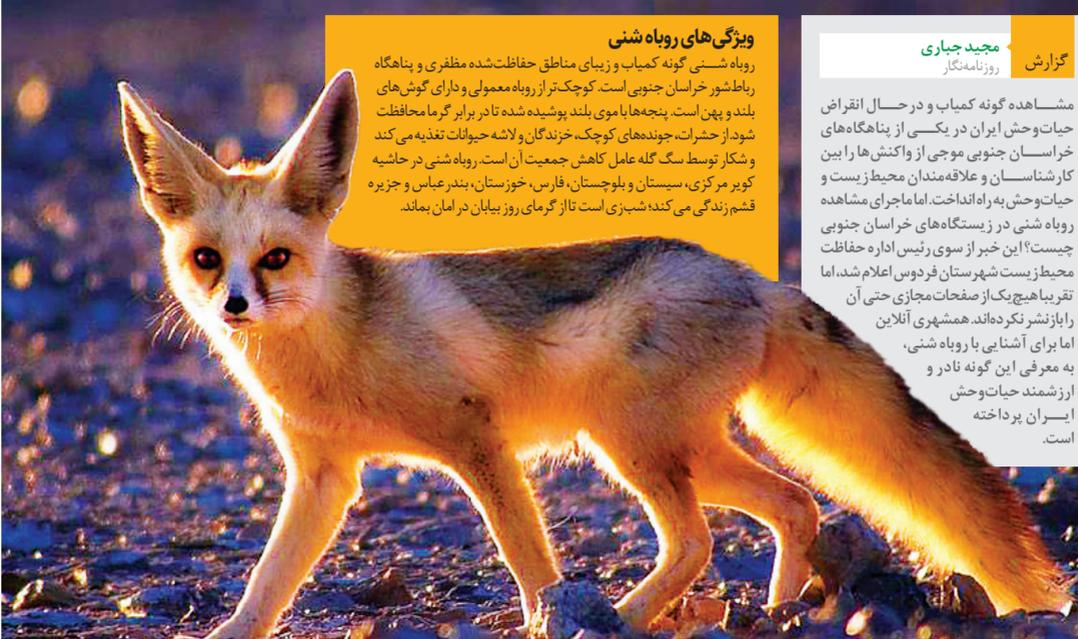 گزارش
مجید جباری
روزنامه‌نگار
مشـــاهده گونه کمیاب و در حـــال انقراض
حیات‌وحش ایران در یکـــی از پناهگاه‌های
خراســـان جنوبی موجی از واکنش‌ها را بین
کارشناســـان و علاقه‌مندان محیط‌زیست و
حیات‌وحش به راه انداخت. اما ماجرای مشاهده
روباه شنی در زیستگاه‌های خراسان جنوبی
چیست؟ این خبر از سوی رئیس اداره حفاظت
محیط‌زیست شهرستان فردوس اعلام شد، اما
تقریبا هیچ‌یک از صفحات مجازی حتی آن
را بازنشر نکرده‌اند. همشهری آنلاین
اما برای آشنایی با روباه شنی،
به معرفی این گونه نادر و
ارزشمند حیات‌وحش
ایـــران پرداخته
است.
ویژگی‌های روباه شنی
روباه شـــنی گونه کمیاب و زیبای مناطق حفاظت‌شده مظفری و پناهگاه
رباط‌شور خراسان جنوبی است. کوچک‌تر از روباه معمولی و دارای گوش‌های
بلند و پهن است. پنجه‌ها با موی بلند پوشیده شده تا در برابر گرما محافظت
شود. از حشرات، جونده‌های کوچک، خزندگان و لاشه حیوانات تغذیه می‌کند
و شکار توسط سگ گله عامل کاهش جمعیت آن است. روباه شنی در حاشیه
کویر مرکزی، سیستان و بلوچستان، فارس، خوزستان، بندرعباس و جزیره
قشم زندگی می‌کند؛ شب‌زی است تا از گرمای روز بیابان در امان بماند.